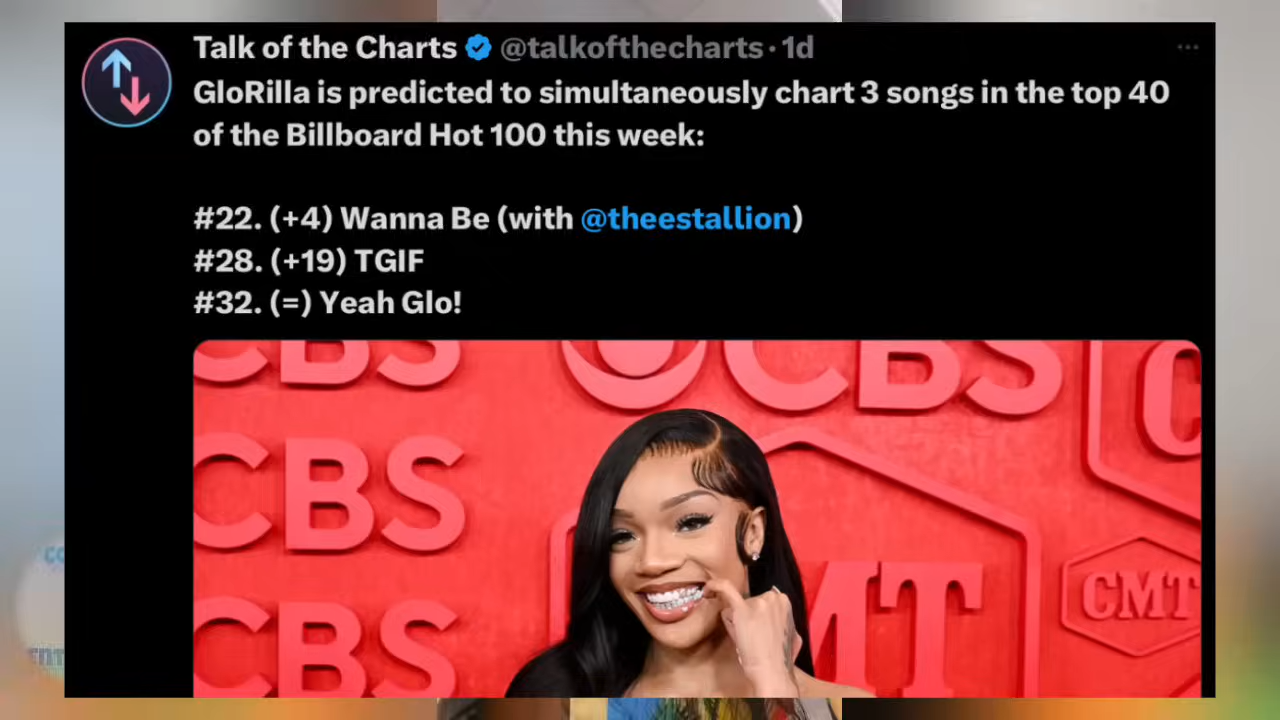 Talk of the Charts @talkofthecharts · 1d
GloRilla is predicted to simultaneously chart 3 songs in the top 40
of the Billboard Hot 100 this week:
#22. (+4) Wanna Be (with @theestallion)
#28. (+19) TGIF
#32. (=) Yeah Glo!
CBS CBS
CBS
CMT
CMT
CBS